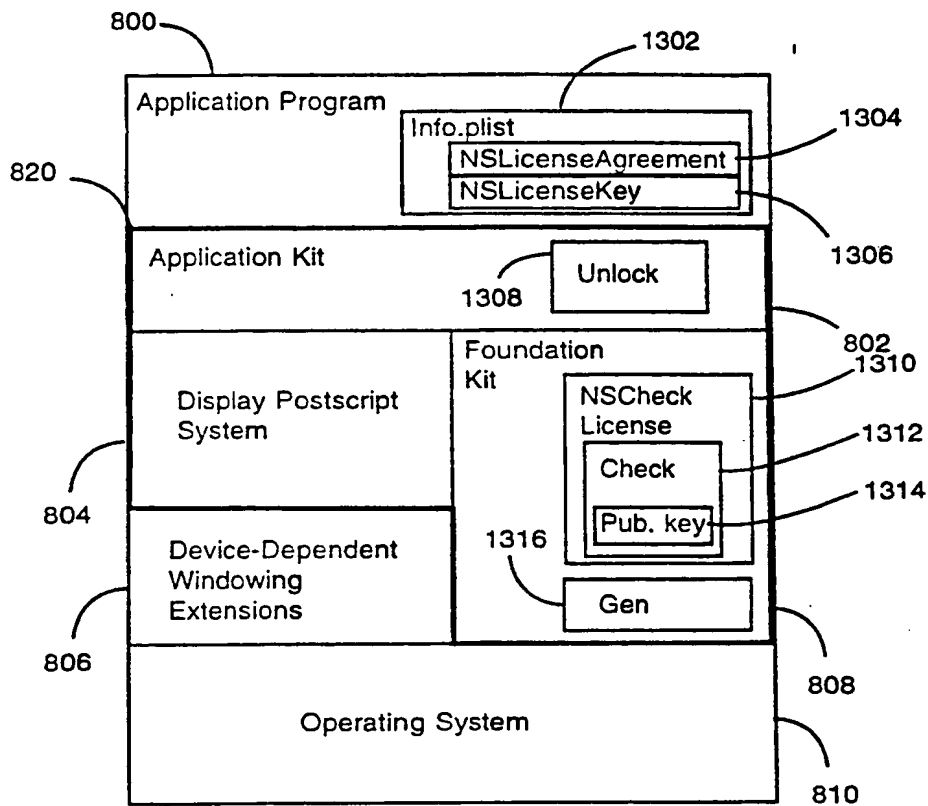 800
1302
Application Program
Info.plist
1304
NSLicenseAgreement
820
NSLicenseKey
1306
Application Kit
Unlock
1308
802
Foundation
Kit
1310
NSCheck
License
Display Postscript
System
1312
Check
1314
804
Pub. key
1316
Device-Dependent
Windowing
Extensions
Gen
806
808
Operating System
810